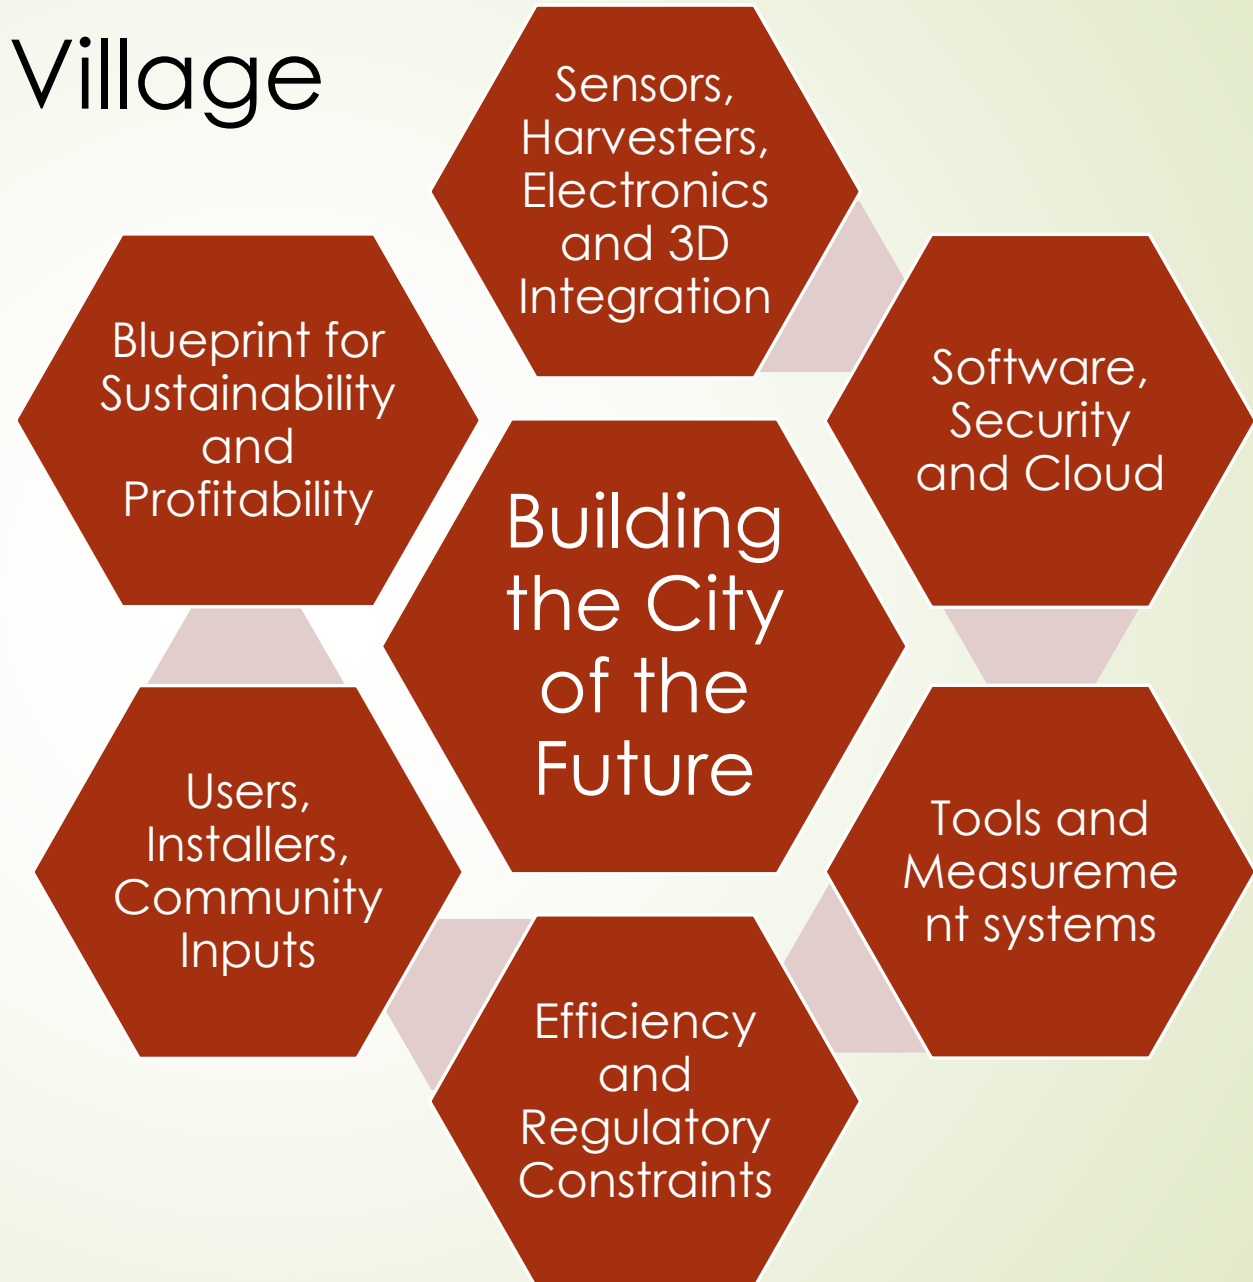 Village
Sensors,
Harvesters,
Electronics
and 3D
Integration
Software,
Security
and Cloud
Tools and
Measureme
nt systems
Efficiency
and
Regulatory
Constraints
Users,
Installers,
Community
Inputs
Blueprint for
Sustainability
and
Profitability
Building
the City
of the
Future